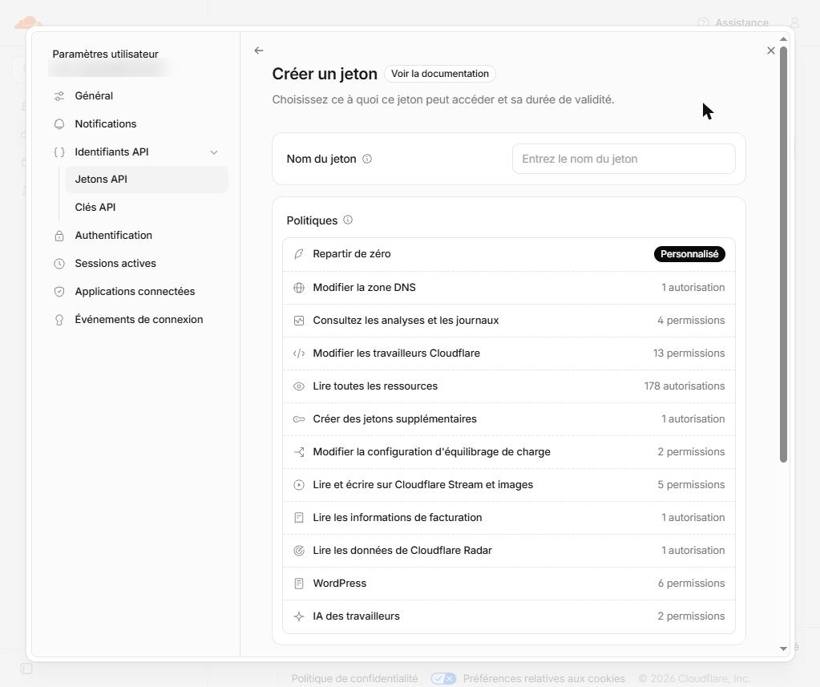 Assistance
Paramètres utilisateur
Général
Notifications
Identifiants API
Jetons API
Clés API
Authentification
Sessions actives
Applications connectées
Événements de connexion
Créer un jeton
Voir la documentation
Choisissez ce à quoi ce jeton peut accéder et sa durée de validité.
Nom du jeton
Entrez le nom du jeton
Politiques
Repartir de zéro Personnalisé
Modifier la zone DNS 1 autorisation
Consultez les analyses et les journaux 4 permissions
Modifier les travailleurs Cloudflare 13 permissions
Lire toutes les ressources 178 autorisations
Créer des jetons supplémentaires 1 autorisation
Modifier la configuration d'équilibrage de charge 2 permissions
Lire et écrire sur Cloudflare Stream et images 5 permissions
Lire les informations de facturation 1 autorisation
Lire les données de Cloudflare Radar 1 autorisation
WordPress 6 permissions
IA des travailleurs 2 permissions
Politique de confidentialité Préférences relatives aux cookies © 2026 Cloudflare, Inc.